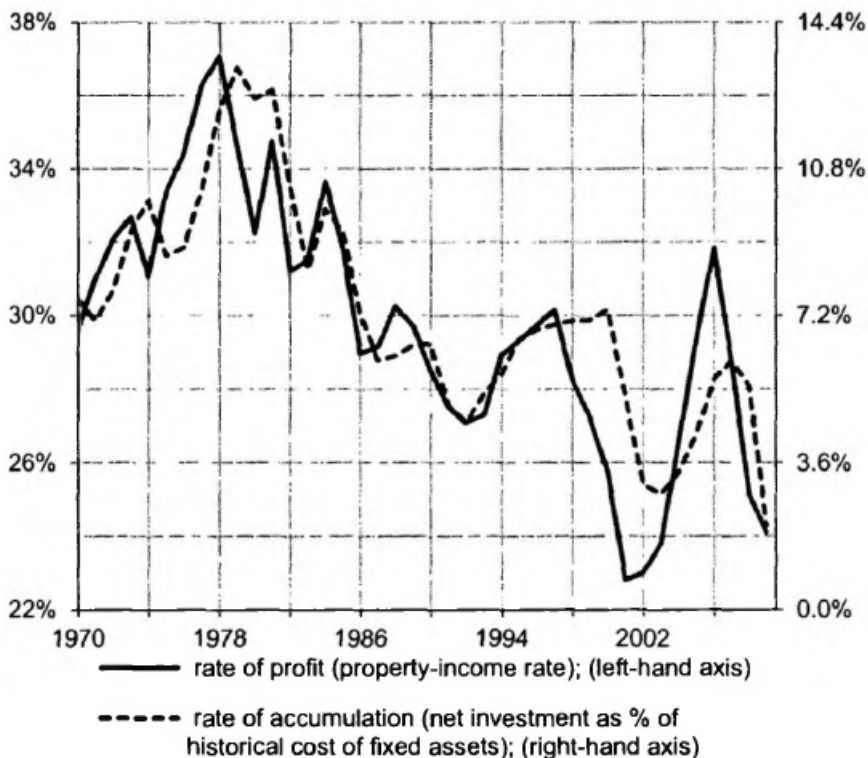 38%
14.4%
34%
10.8%
30%
7.2%
26%
3.6%
22%
0.0%
1970 1978 1986 1994 2002
rate of profit (property-income rate); (left-hand axis)
rate of accumulation (net investment as % of
historical cost of fixed assets); (right-hand axis)